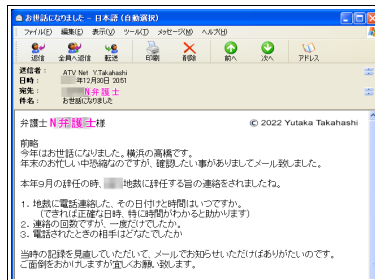 お世話になりました - 日本語 (自動選択)
ファイル(F) 編集(E) 表示(V) ツール(T) メッセージ(M) ヘルプ(H)
返信 全員へ返信 転送 印刷 削除 前へ 次へ アドレス
送信者: ATV Net Y.Takahashi
日時: 年12月30日 20:51
宛先: N弁護士
件名: お世話になりました
弁護士N弁護士様 © 2022 Yutaka Takahashi
前略
今年はお世話になりました。横浜の高橋です。
年末のお忙しい中恐縮なのですが、確認したい事がありましてメール致しました。
本年9月の辞任の時、地裁に辞任する旨の連絡をされましたね。
1. 地裁に電話連絡した、その日付けと時間はいつですか。
(できれば正確な日時、特に時間がわかると助かります)
2. 連絡の回数ですが、一度だけでしたか。
3. 電話されたときの相手はどなたでしたか
当時の記録を見直していただいて、メールでお知らせいただければありがたいのです。
ご面倒をおかけしますが宜しくお願い致します。